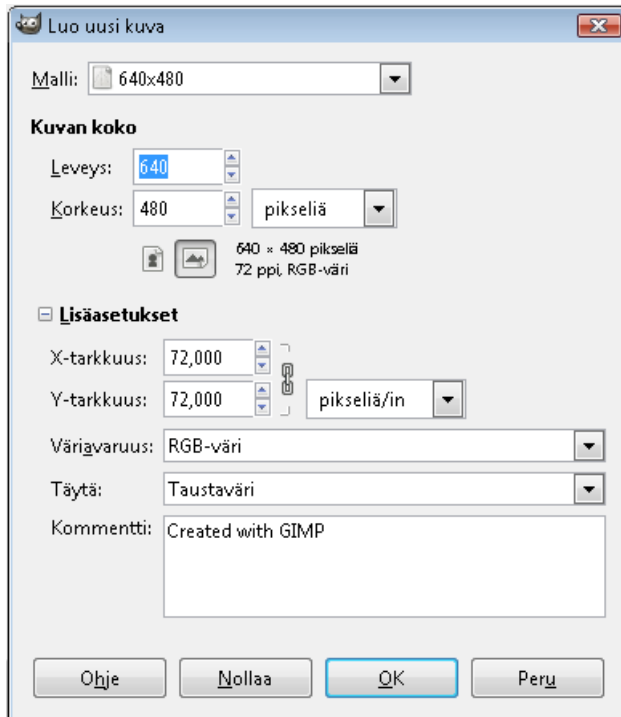 Luo uusi kuva
Malli: 640x480
Kuvan koko
Leveys: 640
Korkeus: 480 pikseliä
640 × 480 pikseliä
72 ppi, RGB-väri
Lisäasetukset
X-tarkkuus: 72,000
Y-tarkkuus: 72,000 pikseliä/in
Väriavaruus: RGB-väri
Täytä: Taustaväri
Kommentti: Created with GIMP
Ohje Nollaa OK Peru